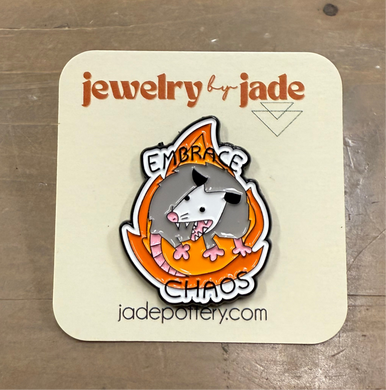 jewelry by jade
EMBRACE
CHAOS
jadepottery.com